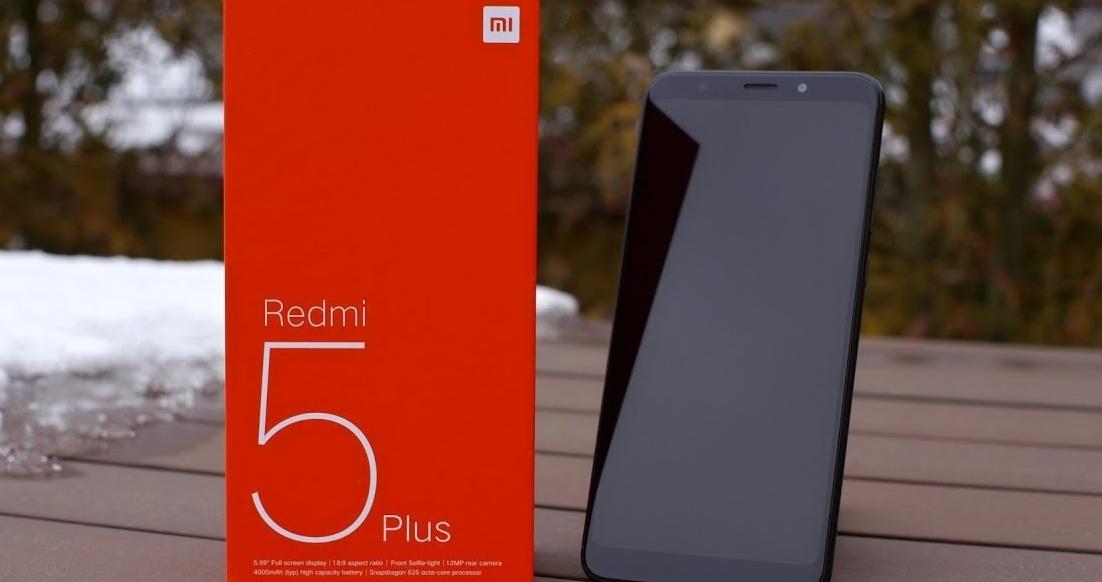 mi
Redmi
5
Plus
5.99" Full screen display | 18:9 aspect ratio | Front Selfie-light | 12MP rear camera
4000mAh (typ) high capacity battery | Snapdragon 625 octa-core processor